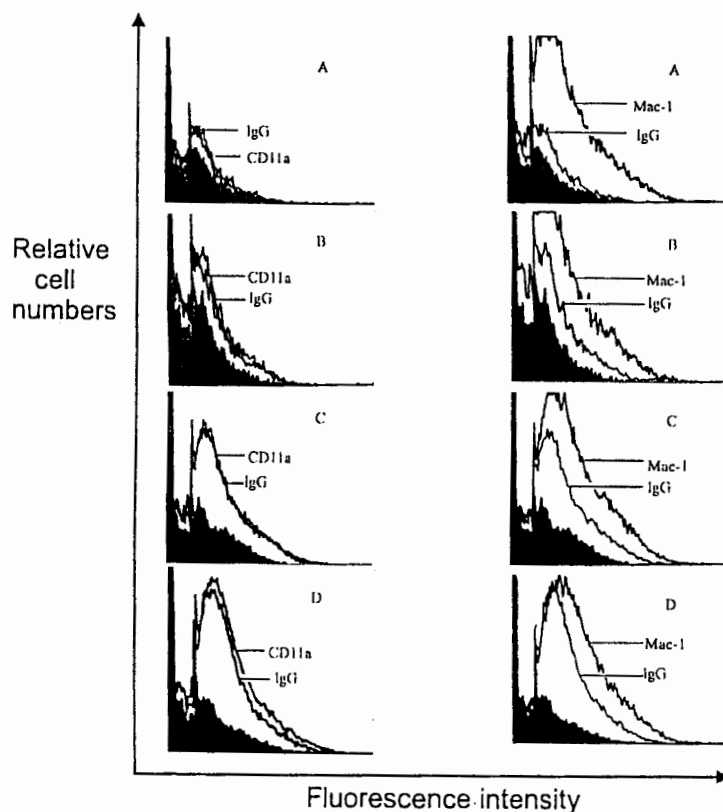 A
IgG
CD11a
A
Mac-1
IgG
B
CD11a
IgG
B
Mac-1
IgG
C
CD11a
IgG
C
Mac-1
IgG
D
CD11a
IgG
D
Mac-1
IgG
Relative
cell
numbers
Fluorescence intensity